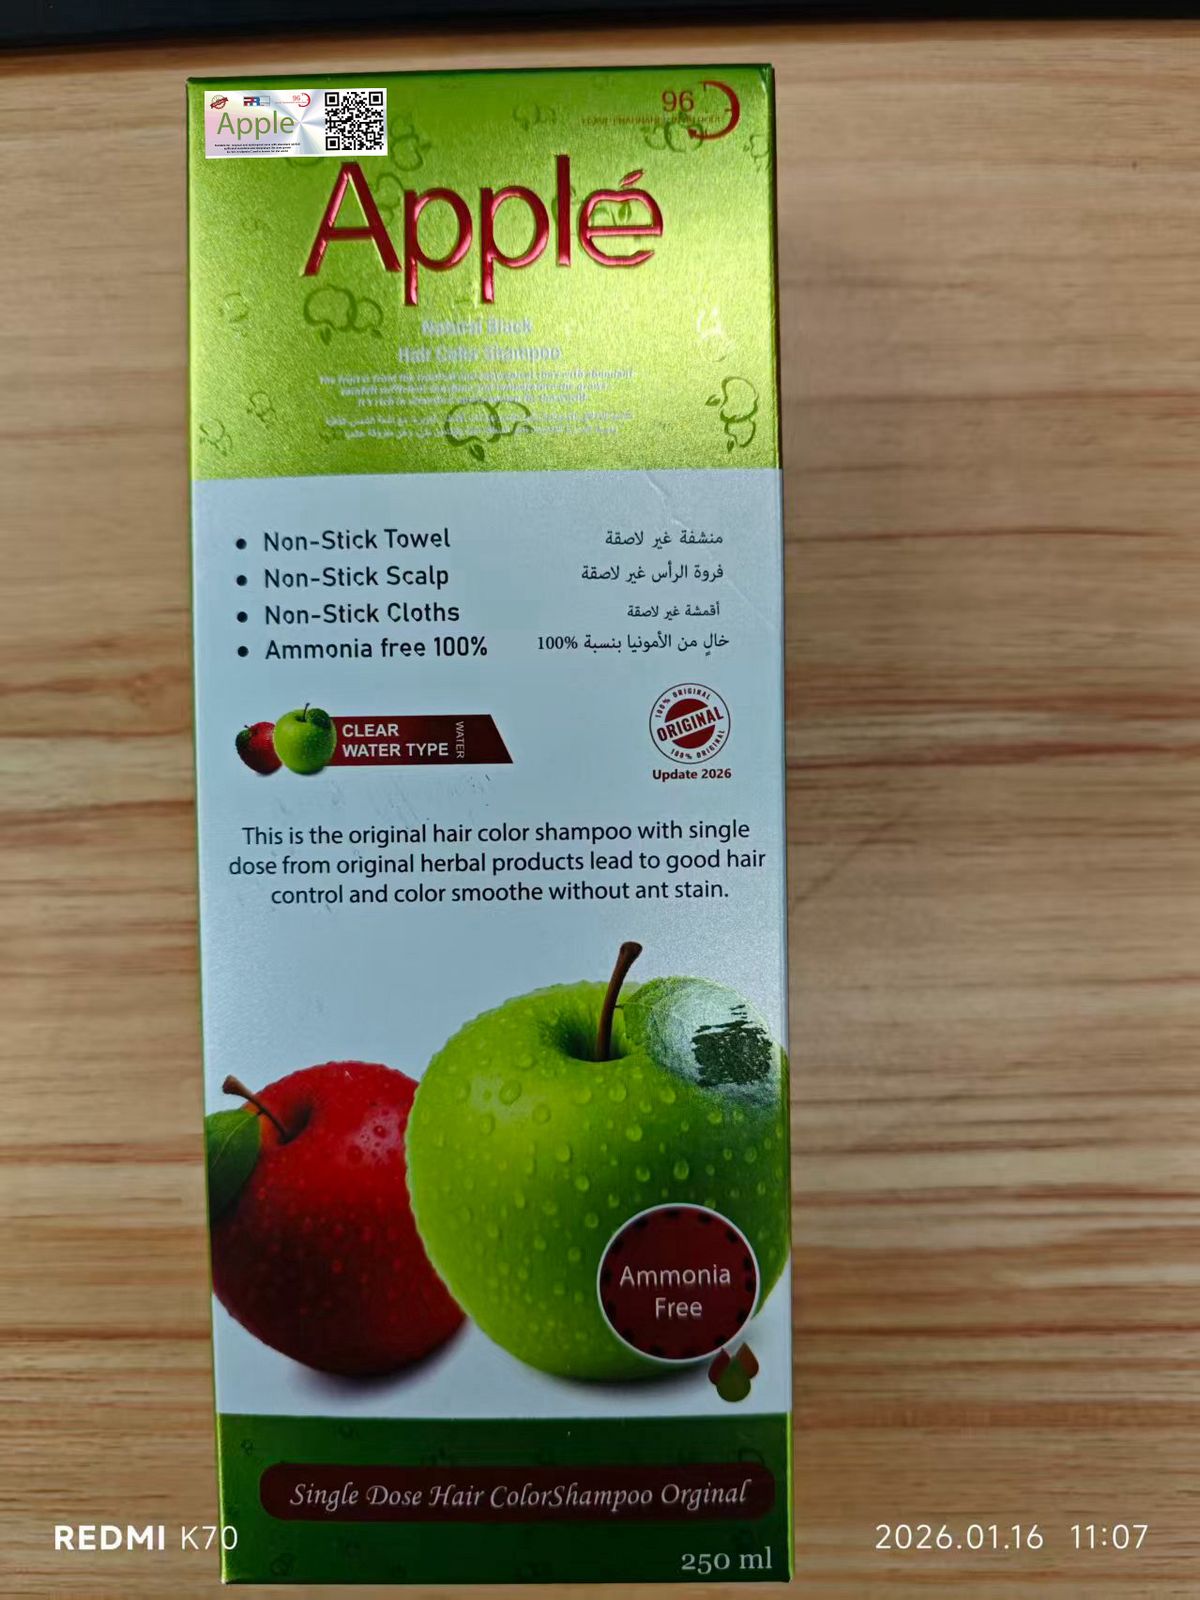 Apple
96
Applé
Natural Black
Hair Color Shampoo
Non-Stick Towel
منشفة غير لاصقة
Non-Stick Scalp
فروة الرأس غير لاصقة
Non-Stick Cloths
أقمشة غير لاصقة
Ammonia free 100%
خالٍ من الأمونيا بنسبة 100%
CLEAR
WATER TYPE
WATER
100% ORIGINAL
ORIGINAL
100% ORIGINAL
Update 2026
This is the original hair color shampoo with single
dose from original herbal products lead to good hair
control and color smoothe without ant stain.
Ammonia
Free
Single Dose Hair ColorShampoo Orginal
250 ml
REDMI K70
2026.01.16 11:07